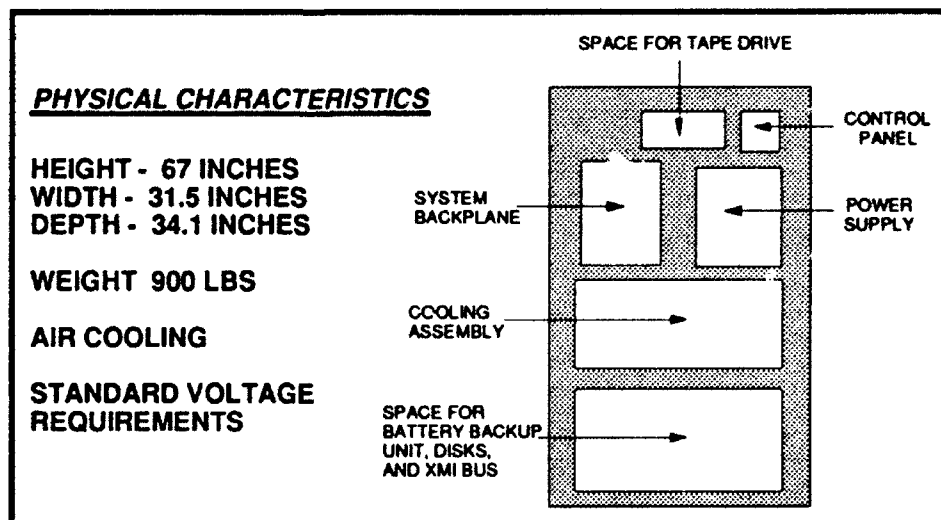 PHYSICAL CHARACTERISTICS
HEIGHT - 67 INCHES
WIDTH - 31.5 INCHES
DEPTH - 34.1 INCHES
WEIGHT 900 LBS
AIR COOLING
STANDARD VOLTAGE
REQUIREMENTS
SPACE FOR TAPE DRIVE
CONTROL
PANEL
SYSTEM
BACKPLANE
POWER
SUPPLY
COOLING
ASSEMBLY
SPACE FOR
BATTERY BACKUP
UNIT, DISKS,
AND XMI BUS